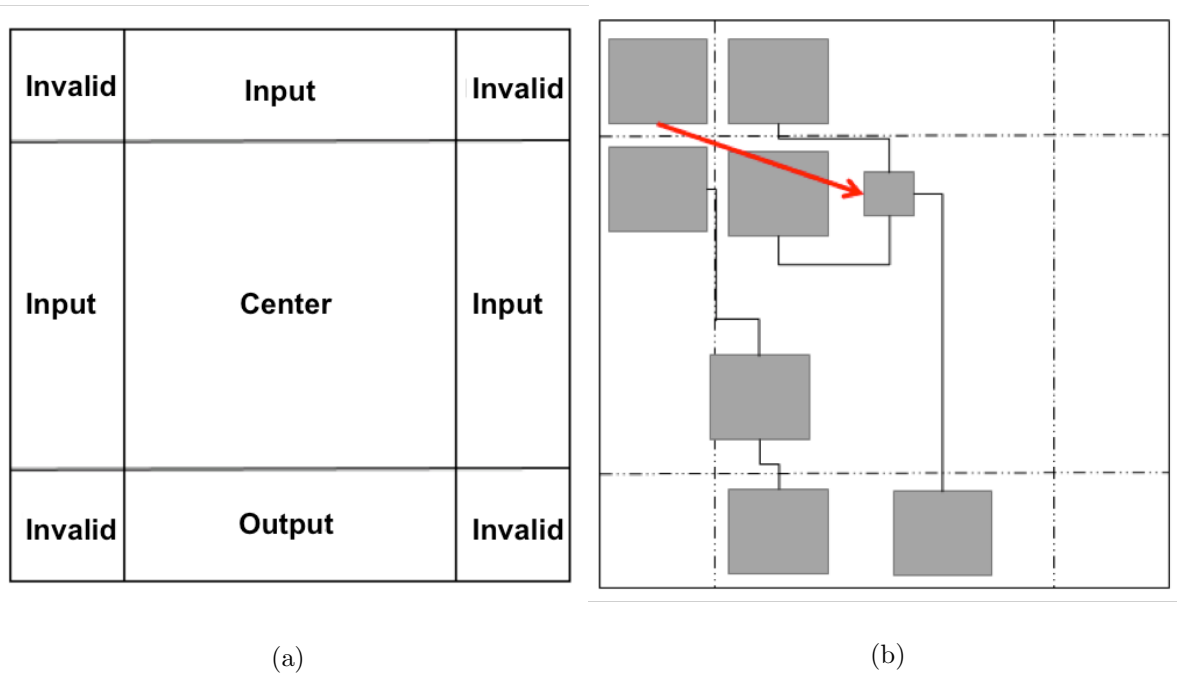 Invalid
Input
Invalid
Input
Center
Input
Invalid
Output
Invalid
(a)
(b)